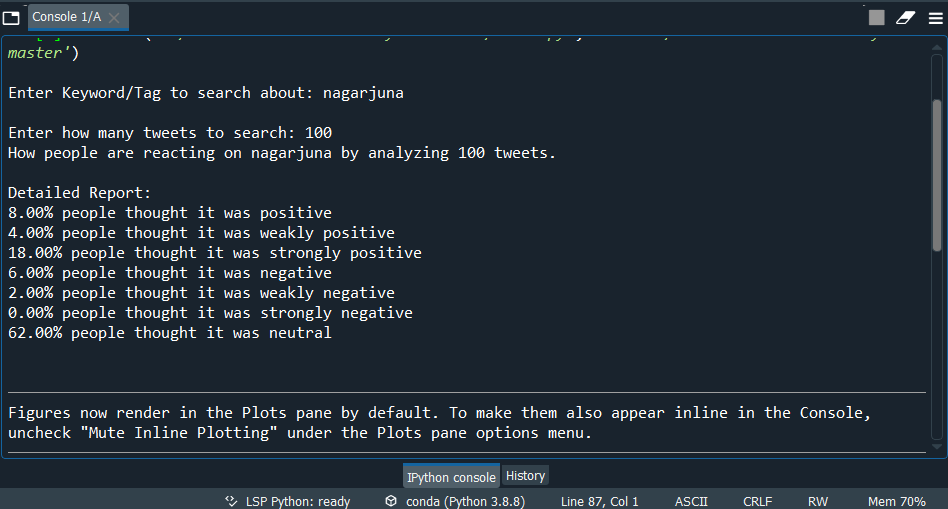 Console 1/A
master')
Enter Keyword/Tag to search about: nagarjuna
Enter how many tweets to search: 100
How people are reacting on nagarjuna by analyzing 100 tweets.
Detailed Report:
8.00% people thought it was positive
4.00% people thought it was weakly positive
18.00% people thought it was strongly positive
6.00% people thought it was negative
2.00% people thought it was weakly negative
0.00% people thought it was strongly negative
62.00% people thought it was neutral
Figures now render in the Plots pane by default. To make them also appear inline in the Console,
uncheck "Mute Inline Plotting" under the Plots pane options menu.
IPython console History
LSP Python: ready conda (Python 3.8.8) Line 87, Col 1 ASCII CRLF RW Mem 70%